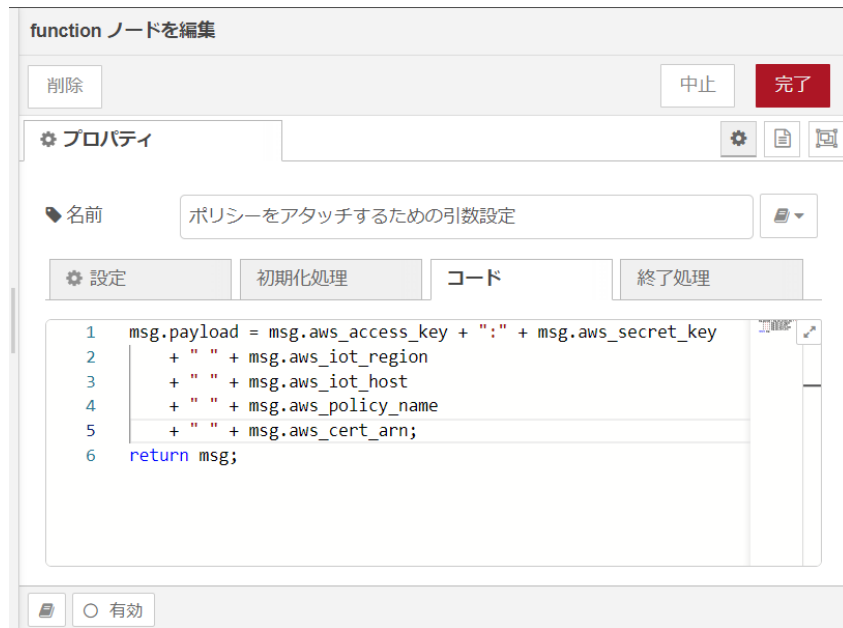 function ノードを編集
削除
中止
完了
プロパティ
名前
ポリシーをアタッチするための引数設定
設定
初期化処理
コード
終了処理
1 msg.payload = msg.aws_access_key + ":" + msg.aws_secret_key
2 + " " + msg.aws_iot_region
3 + " " + msg.aws_iot_host
4 + " " + msg.aws_policy_name
5 + " " + msg.aws_cert_arn;
6 return msg;
有効